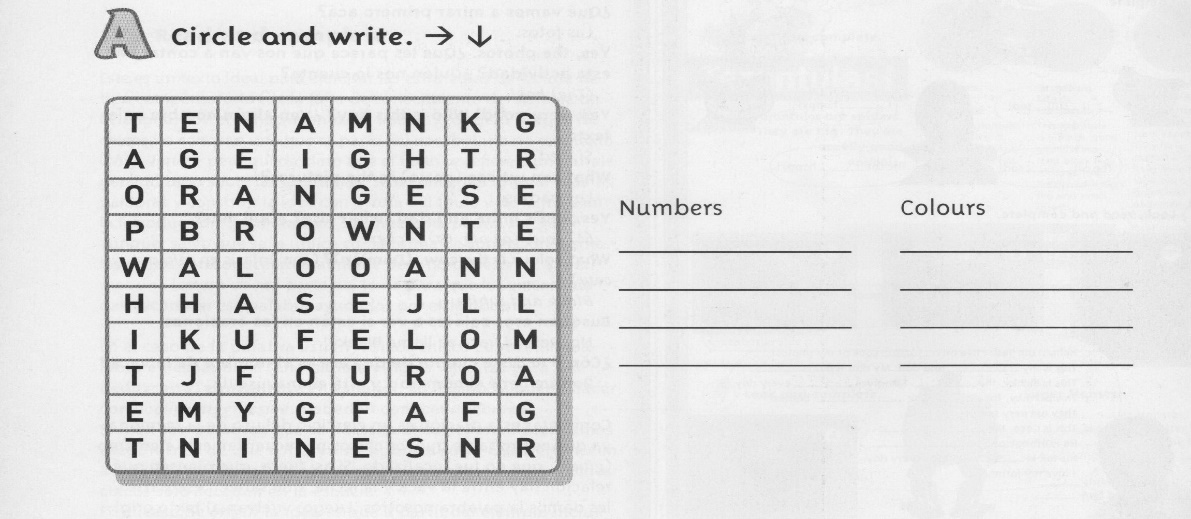 A Circle and write. → ↓
T E N A M N K G
A G E I G H T R
O R A N G E S E
P B R O W N T E
W A L O O A N N
H H A S E J L L
I K U F E L O M
T J F O U R O A
E M Y G F A F G
T N I N E S N R
Numbers
Colours